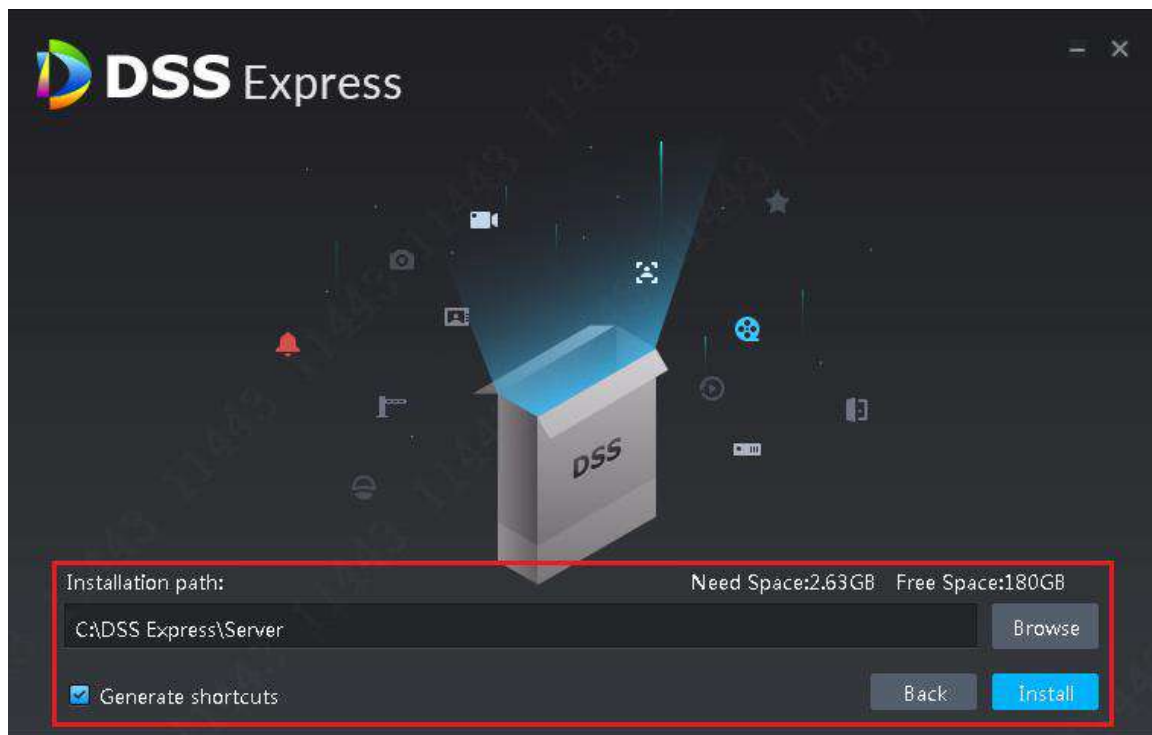 DSS Express
DSS
Installation path:
Need Space:2.63GB Free Space:180GB
C:\DSS Express\Server
Browse
Generate shortcuts
Back
Install